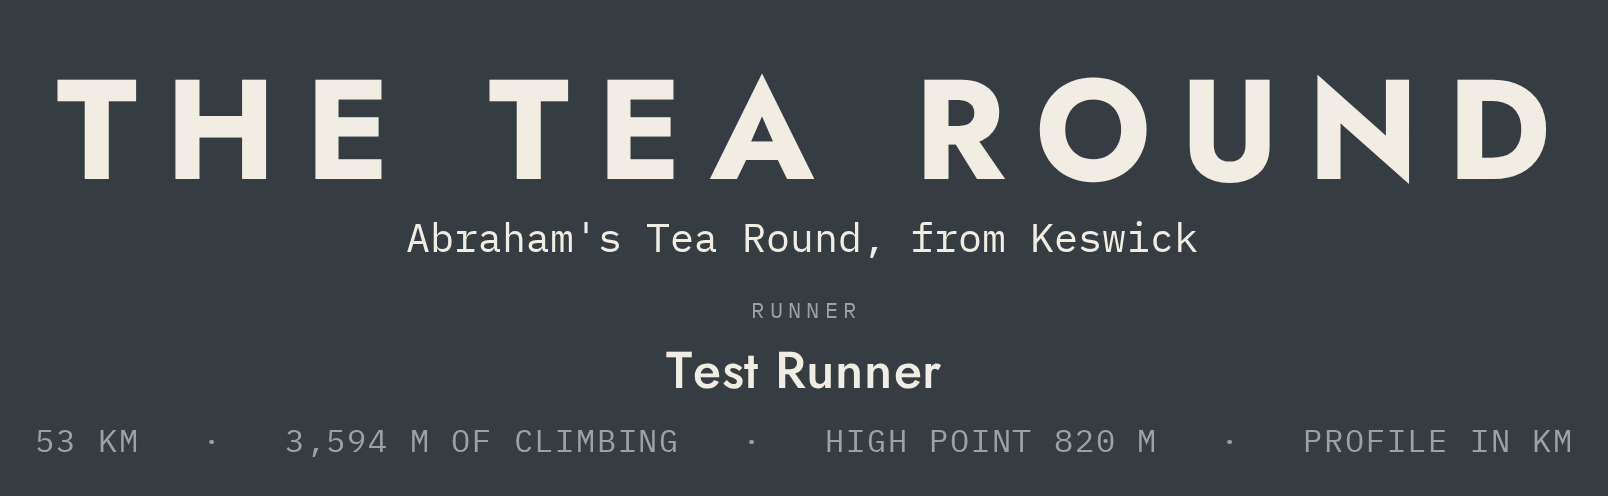 THE TEA ROUND
Abraham's Tea Round, from Keswick
RUNNER
Test Runner
53 KM · 3,594 M OF CLIMBING · HIGH POINT 820 M · PROFILE IN KM